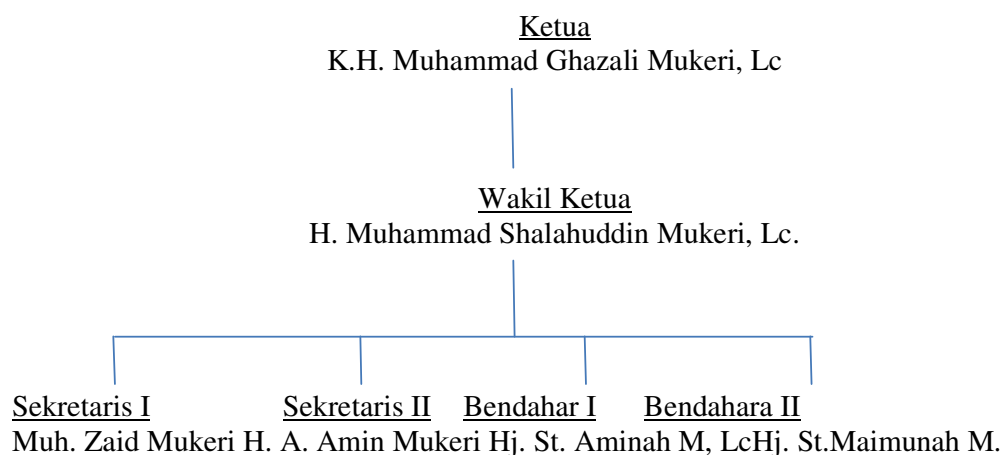 Ketua
K.H. Muhammad Ghazali Mukeri, Lc
Wakil Ketua
H. Muhammad Shalahuddin Mukeri, Lc.
Sekretaris I Sekretaris II Bendahar I Bendahara II
Muh. Zaid Mukeri H. A. Amin Mukeri Hj. St. Aminah M, LcHj. St.Maimunah M.